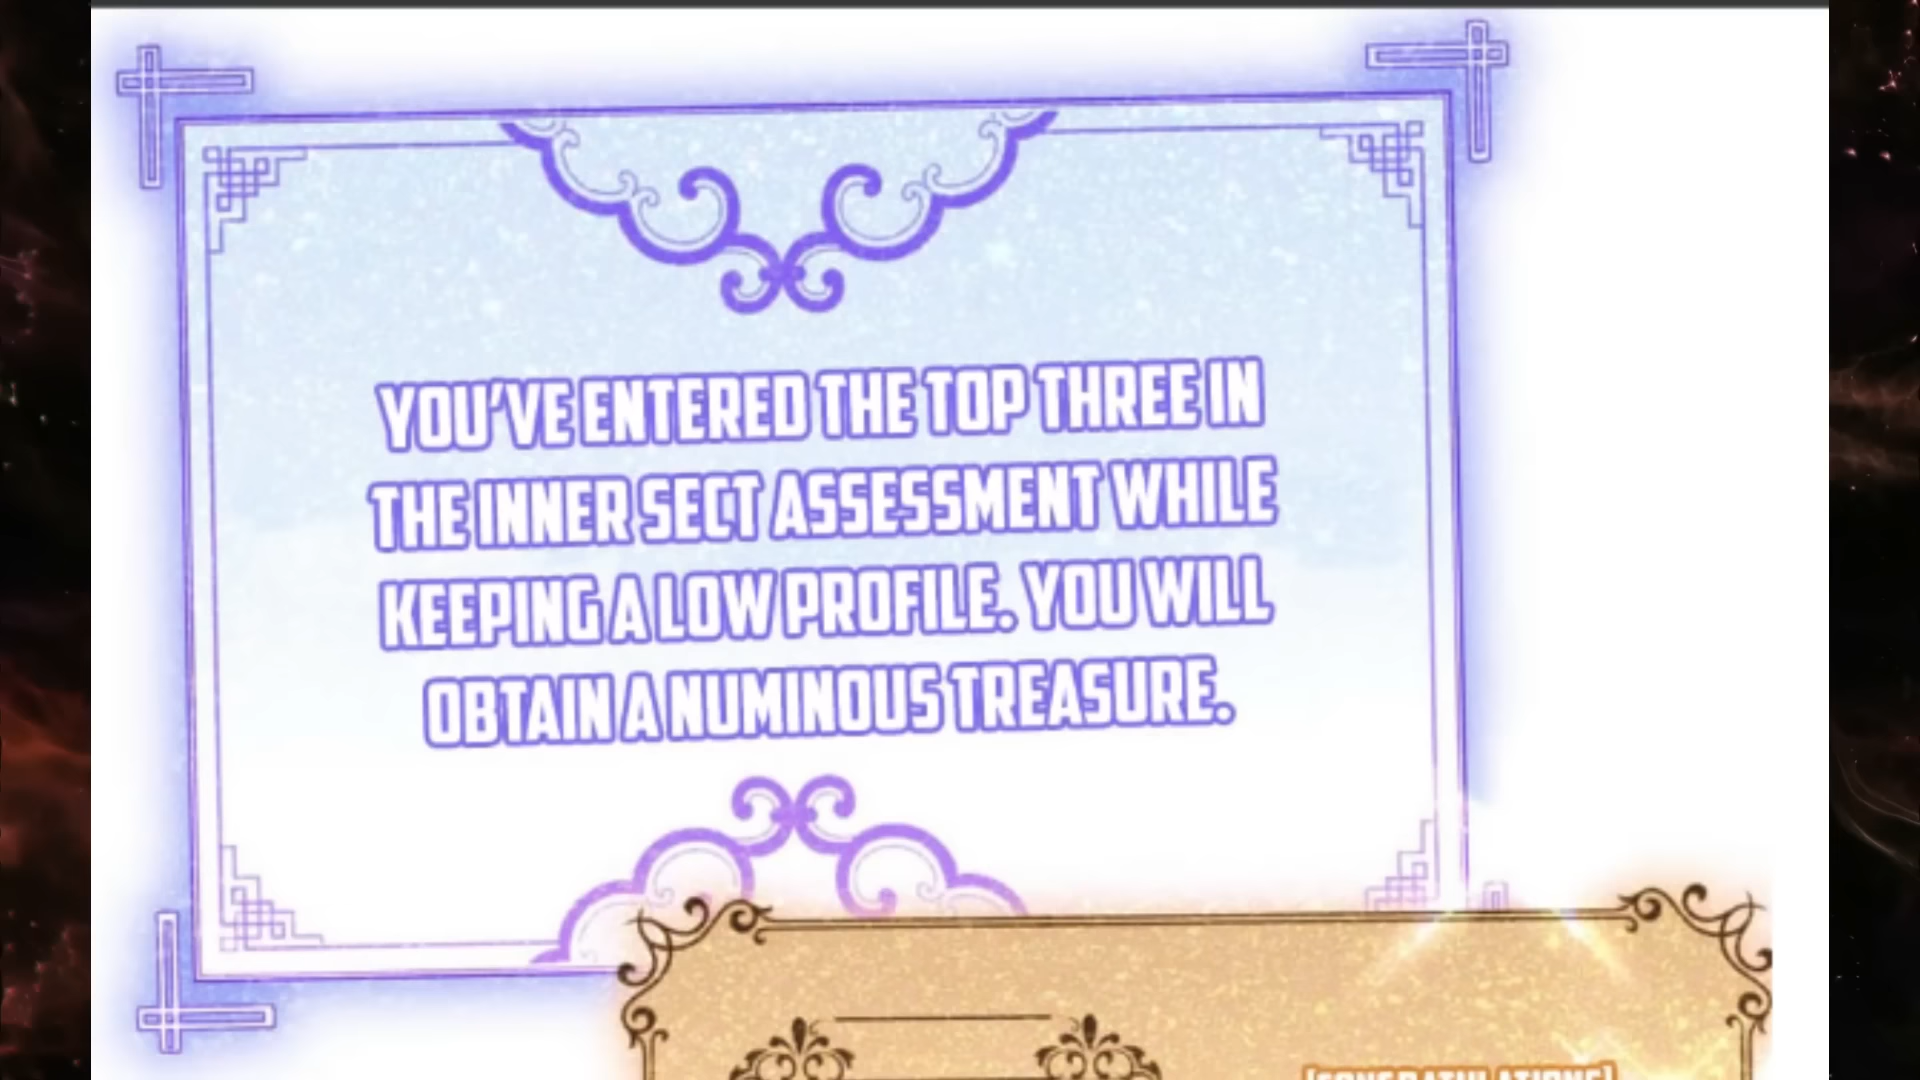 YOU'VE ENTERED THE TOP THREE IN
THE INNER SECT ASSESSMENT WHILE
KEEPING A LOW PROFILE. YOU WILL
OBTAIN A NUMINOUS TREASURE.
[CONGRATULATIONS]